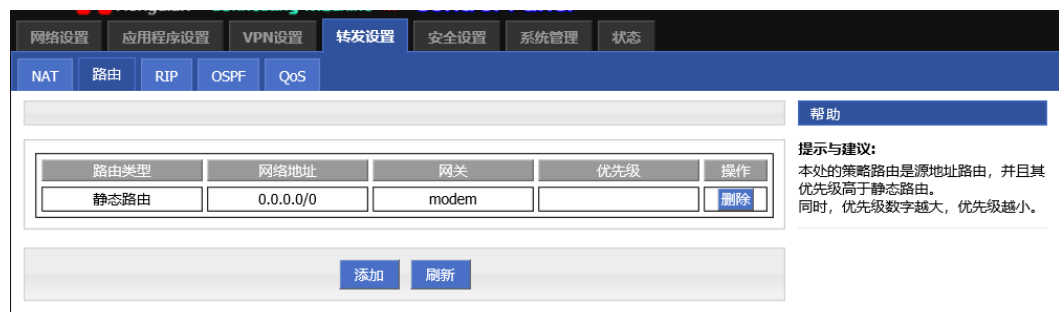 网络设置 应用程序设置 VPN设置 转发设置 安全设置 系统管理 状态
NAT 路由 RIP OSPF QoS
帮助
提示与建议:
本处的策略路由是源地址路由，并且其
优先级高于静态路由。
同时，优先级数字越大，优先级越小。
路由类型 网络地址 网关 优先级 操作
静态路由 0.0.0.0/0 modem 删除
添加 刷新